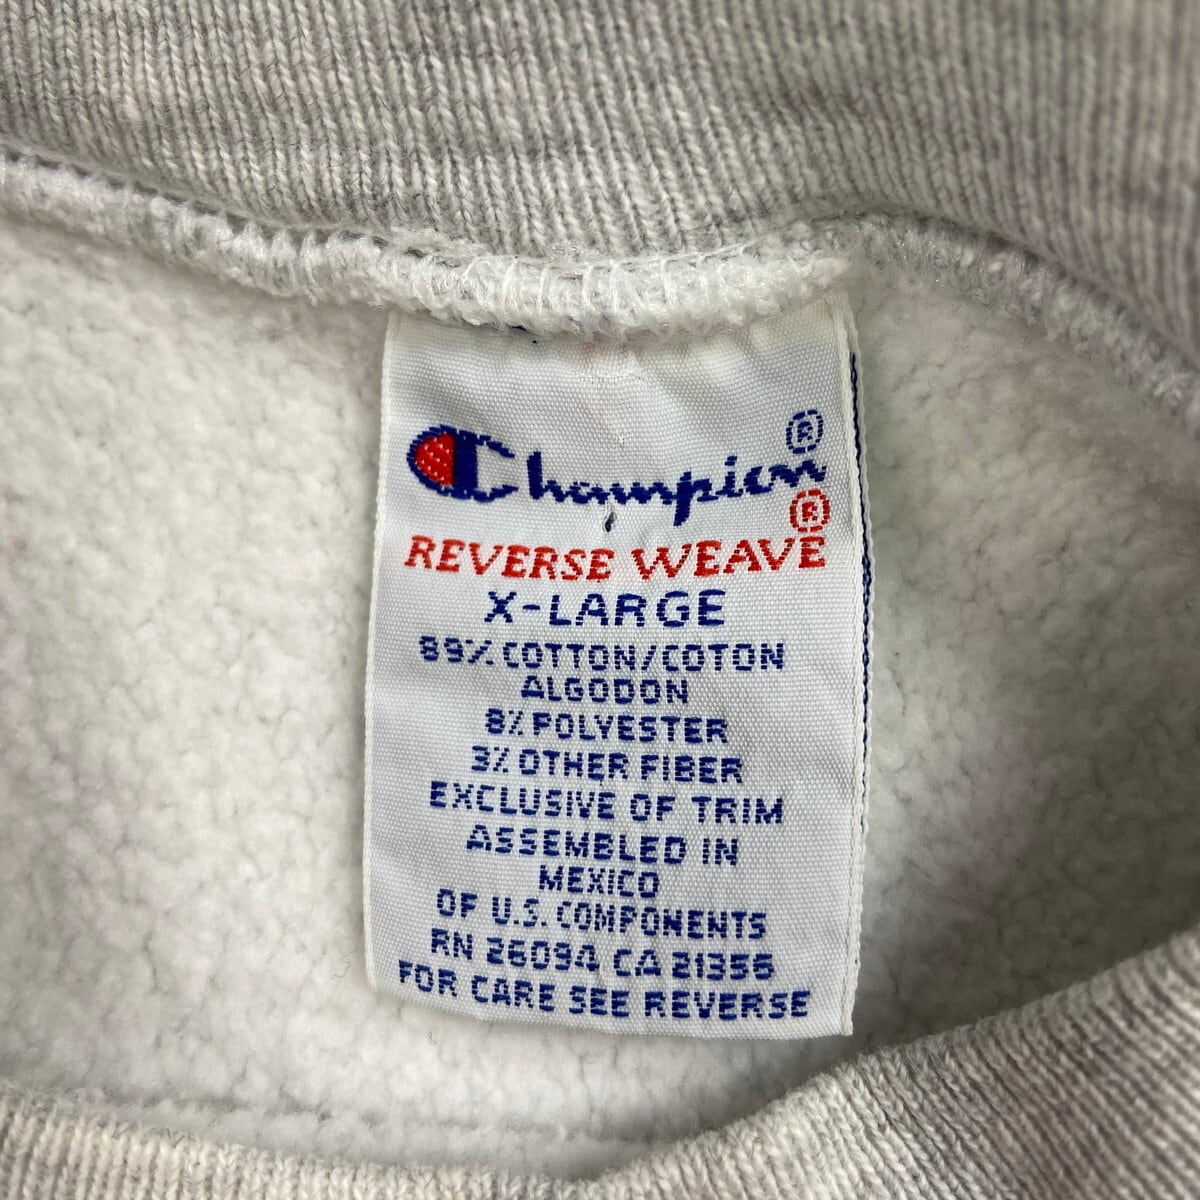 Champion®
REVERSE WEAVE®
X-LARGE
89% COTTON/COTON
ALGODON
8% POLYESTER
3% OTHER FIBER
EXCLUSIVE OF TRIM
ASSEMBLED IN
MEXICO
OF U.S. COMPONENTS
RN 26094 CA 21356
FOR CARE SEE REVERSE